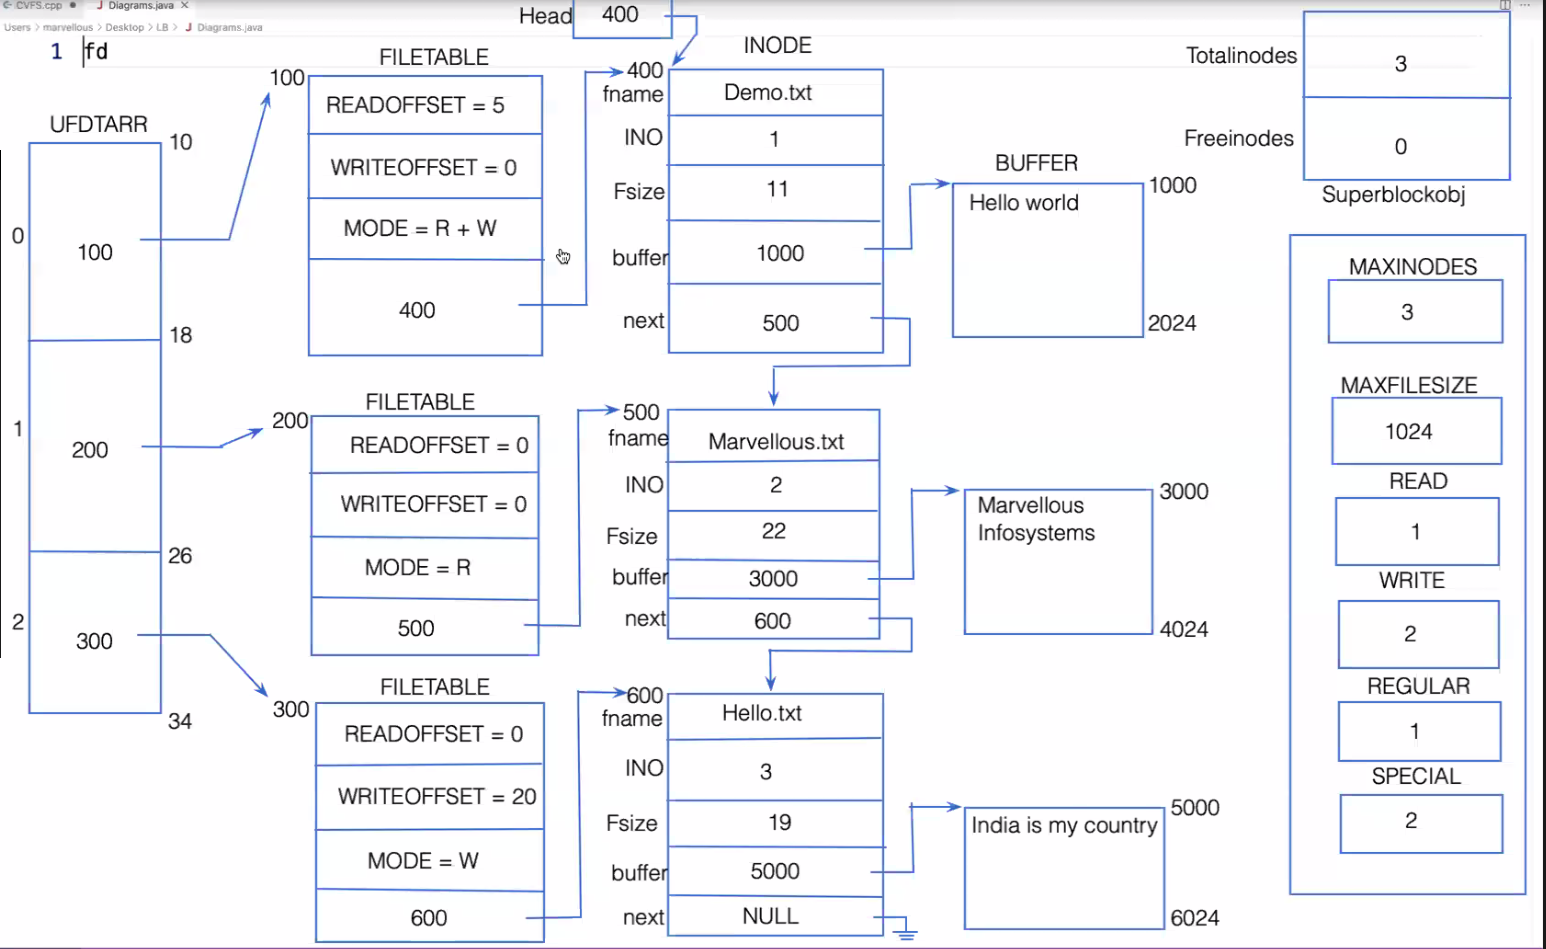 CVFS.cpp
Diagrams.java
Users > marvellous > Desktop > LB > J Diagrams.java
1 fd
Head
400
UFDTARR
10
0
100
18
1
200
26
2
300
34
FILETABLE
100
READOFFSET = 5
WRITEOFFSET = 0
MODE = R + W
400
FILETABLE
200
READOFFSET = 0
WRITEOFFSET = 0
MODE = R
500
FILETABLE
300
READOFFSET = 0
WRITEOFFSET = 20
MODE = W
600
INODE
400
fname Demo.txt
INO 1
Fsize 11
buffer 1000
next 500
500
fname Marvellous.txt
INO 2
Fsize 22
buffer 3000
next 600
600
fname Hello.txt
INO 3
Fsize 19
buffer 5000
next NULL
BUFFER
1000
Hello world
2024
3000
Marvellous
Infosystems
4024
5000
India is my country
6024
Totalinodes 3
Freeinodes 0
Superblockobj
MAXINODES
3
MAXFILESIZE
1024
READ
1
WRITE
2
REGULAR
1
SPECIAL
2